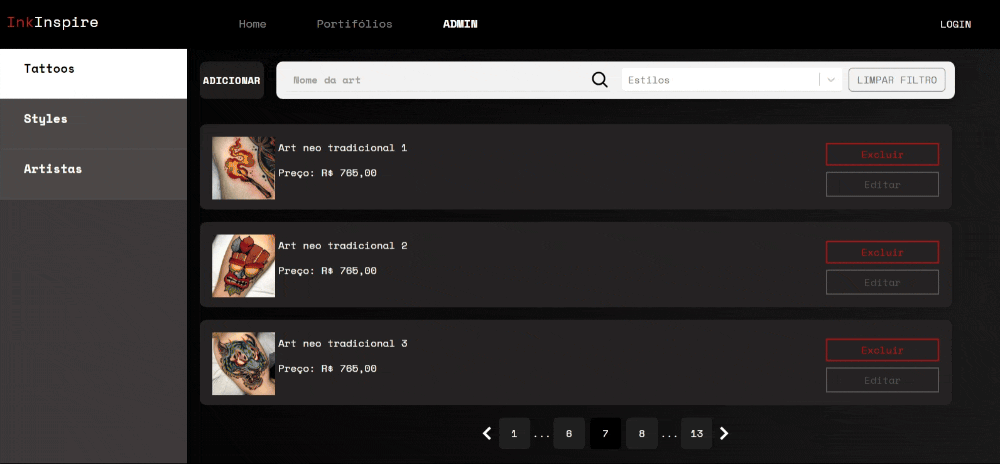 InkInspire
Home
Portifólios
ADMIN
LOGIN
Tattoos
Styles
Artistas
ADICIONAR
Nome da art
Estilos
LIMPAR FILTRO
Art neo tradicional 1
Preço: R$ 765,00
Excluir
Editar
Art neo tradicional 2
Preço: R$ 765,00
Excluir
Editar
Art neo tradicional 3
Preço: R$ 765,00
Excluir
Editar
1 ... 6 7 8 ... 13